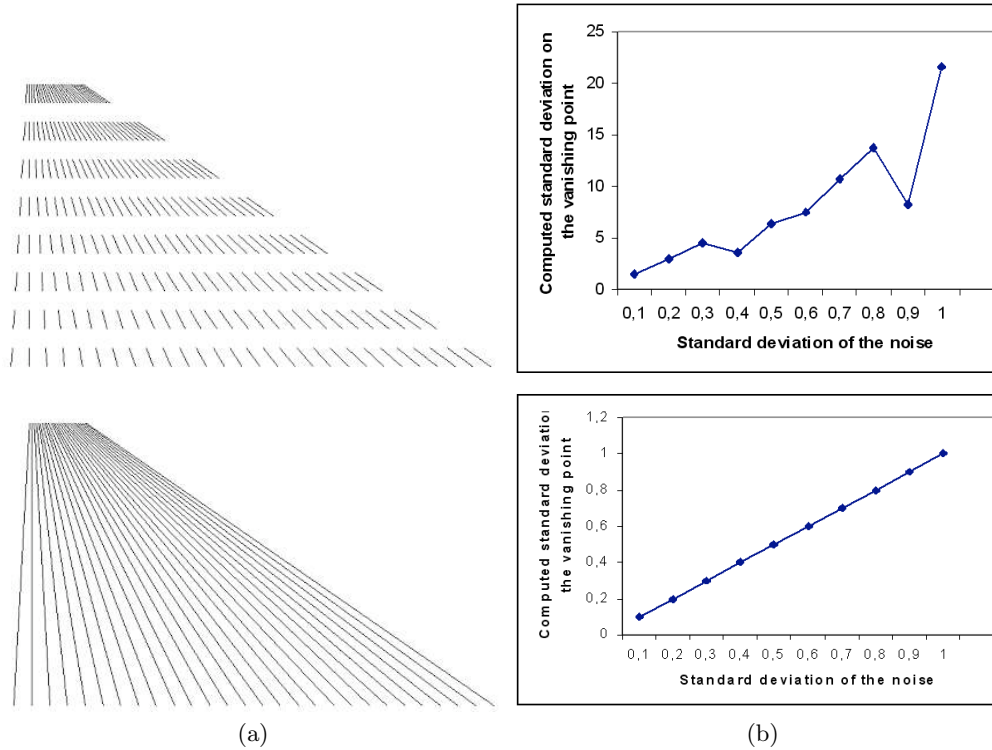 25
20
15
10
5
0
Computed standard deviation on
the vanishing point
0,1 0,2 0,3 0,4 0,5 0,6 0,7 0,8 0,9 1
Standard deviation of the noise
1,2
1
0,8
0,6
0,4
0,2
0
Computed standard deviation
the vanishing point
0,1 0,2 0,3 0,4 0,5 0,6 0,7 0,8 0,9 1
Standard deviation of the noise
(a)
(b)